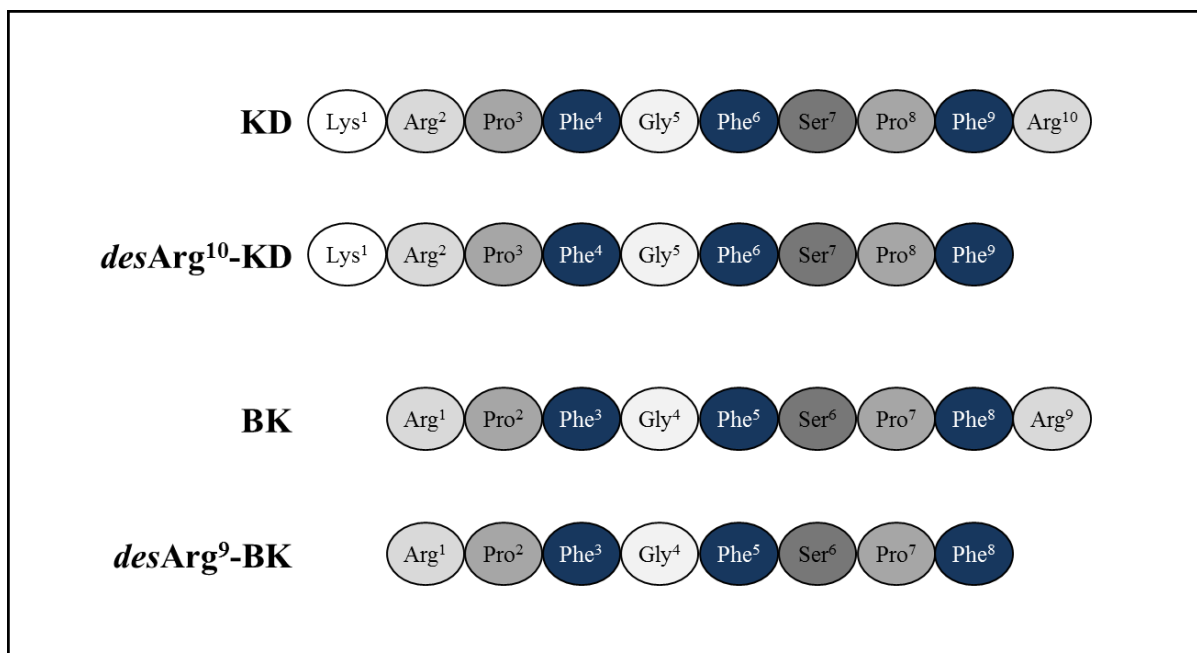 KD Lys¹ Arg² Pro³ Phe⁴ Gly⁵ Phe⁶ Ser⁷ Pro⁸ Phe⁹ Arg¹⁰
desArg¹⁰-KD Lys¹ Arg² Pro³ Phe⁴ Gly⁵ Phe⁶ Ser⁷ Pro⁸ Phe⁹
BK Arg¹ Pro² Phe³ Gly⁴ Phe⁵ Ser⁶ Pro⁷ Phe⁸ Arg⁹
desArg⁹-BK Arg¹ Pro² Phe³ Gly⁴ Phe⁵ Ser⁶ Pro⁷ Phe⁸